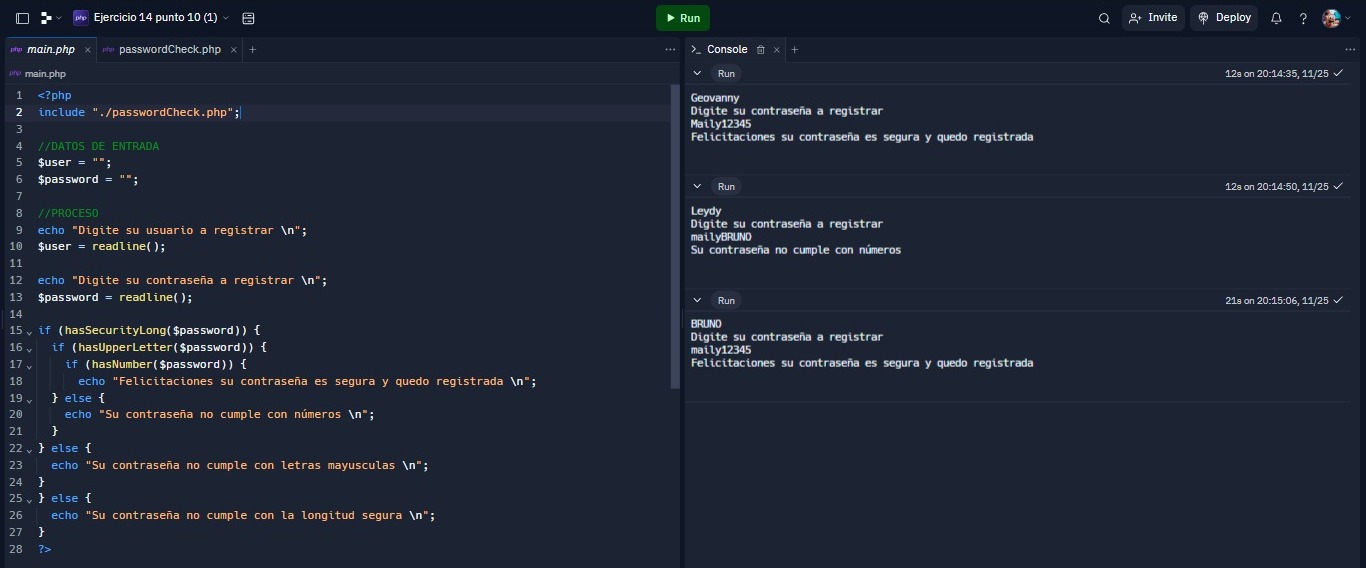 php Ejercicio 14 punto 10 (1) Run Invite Deploy
php main.php php passwordCheck.php
php main.php
1 <?php
2 include "./passwordCheck.php";
3
4 //DATOS DE ENTRADA
5 $user = "";
6 $password = "";
7
8 //PROCESO
9 echo "Digite su usuario a registrar \n";
10 $user = readline();
11
12 echo "Digite su contraseña a registrar \n";
13 $password = readline();
14
15 if (hasSecurityLong($password)) {
16 if (hasUpperLetter($password)) {
17 if (hasNumber($password)) {
18 echo "Felicitaciones su contraseña es segura y quedo registrada \n";
19 } else {
20 echo "Su contraseña no cumple con números \n";
21 }
22 } else {
23 echo "Su contraseña no cumple con letras mayusculas \n";
24 }
25 } else {
26 echo "Su contraseña no cumple con la longitud segura \n";
27 }
28 ?>
Console
Run 12s on 20:14:35, 11/25
Geovanny
Digite su contraseña a registrar
Maily12345
Felicitaciones su contraseña es segura y quedo registrada
Run 12s on 20:14:50, 11/25
Leydy
Digite su contraseña a registrar
mailyBRUNO
Su contraseña no cumple con números
Run 21s on 20:15:06, 11/25
BRUNO
Digite su contraseña a registrar
maily12345
Felicitaciones su contraseña es segura y quedo registrada